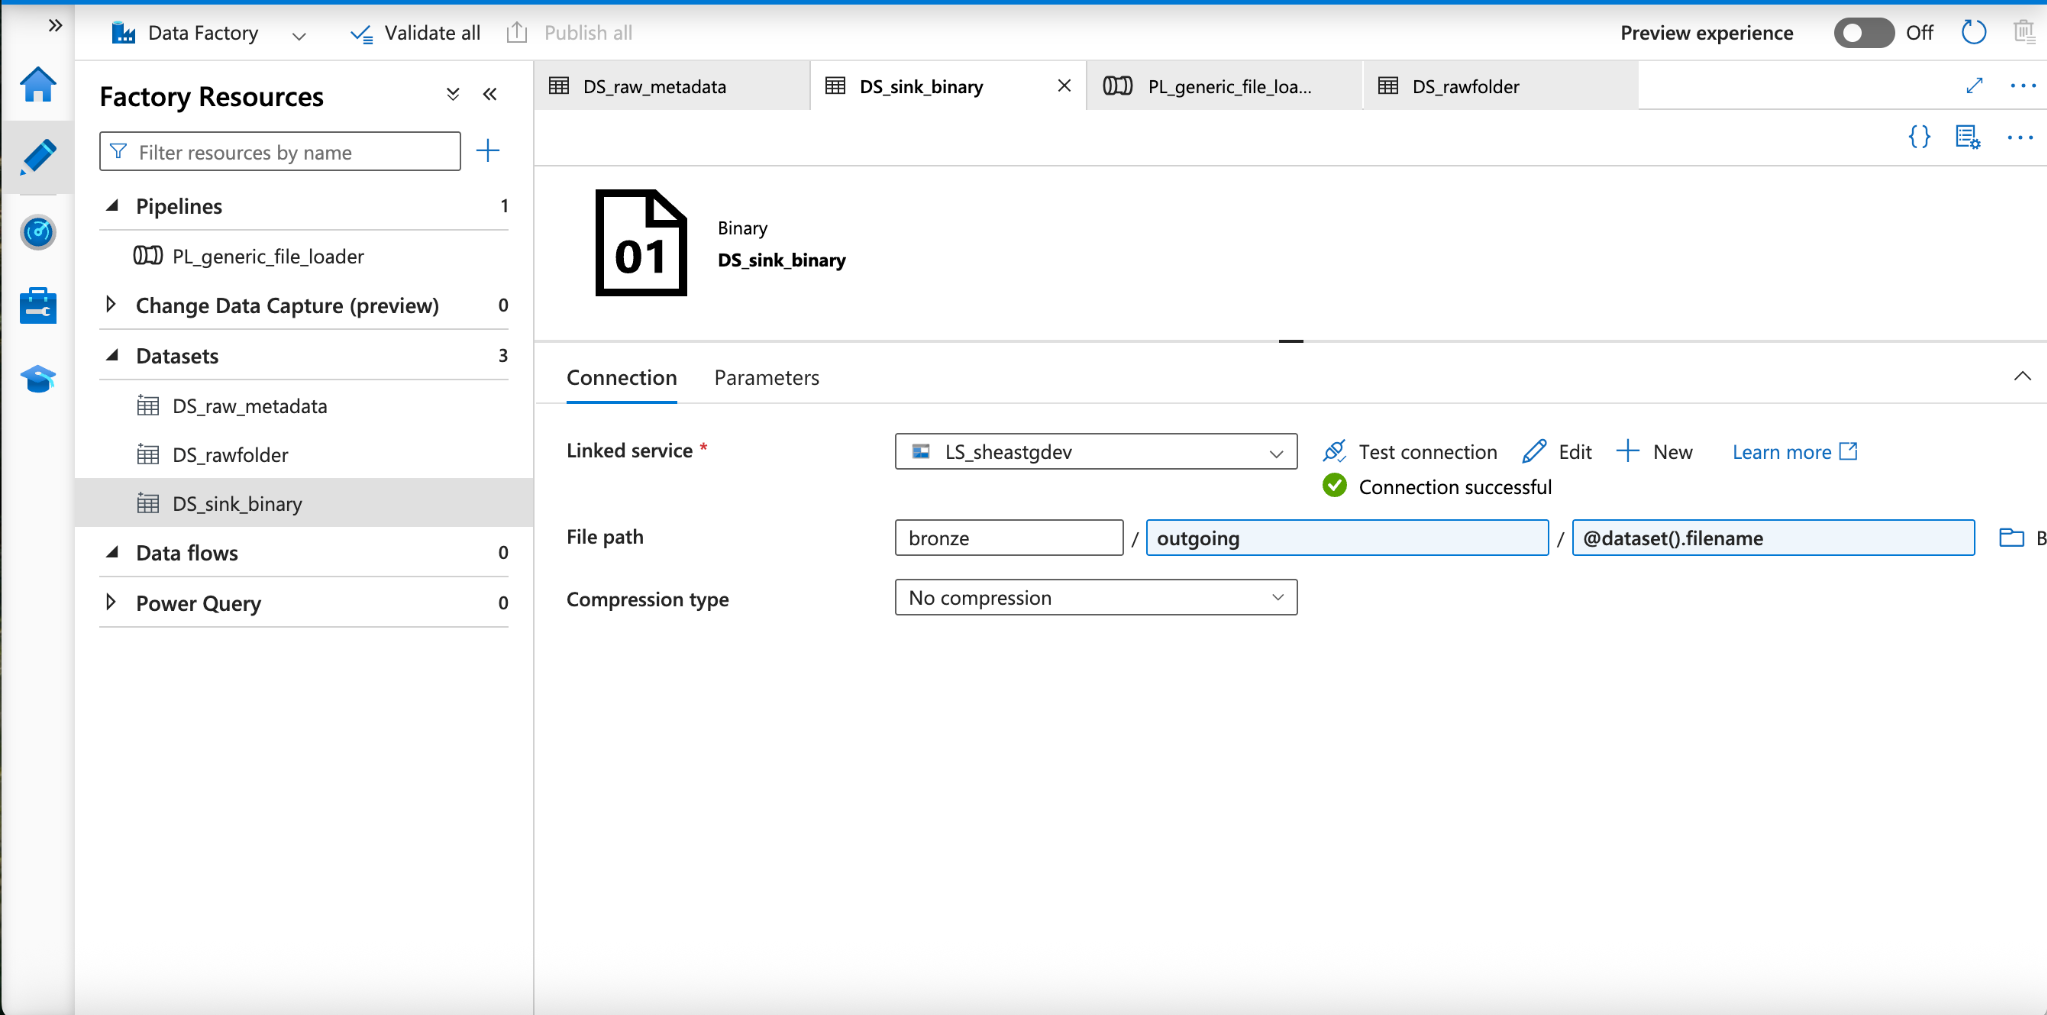 Data Factory
Validate all
Publish all
Preview experience
Off
Factory Resources
Filter resources by name
Pipelines 1
PL_generic_file_loader
Change Data Capture (preview) 0
Datasets 3
DS_raw_metadata
DS_rawfolder
DS_sink_binary
Data flows 0
Power Query 0
DS_raw_metadata
DS_sink_binary
PL_generic_file_loa...
DS_rawfolder
{}
01
Binary
DS_sink_binary
Connection
Parameters
Linked service *
LS_sheastgdev
Test connection
Edit
New
Learn more
Connection successful
File path
bronze / outgoing / @dataset().filename
B
Compression type
No compression